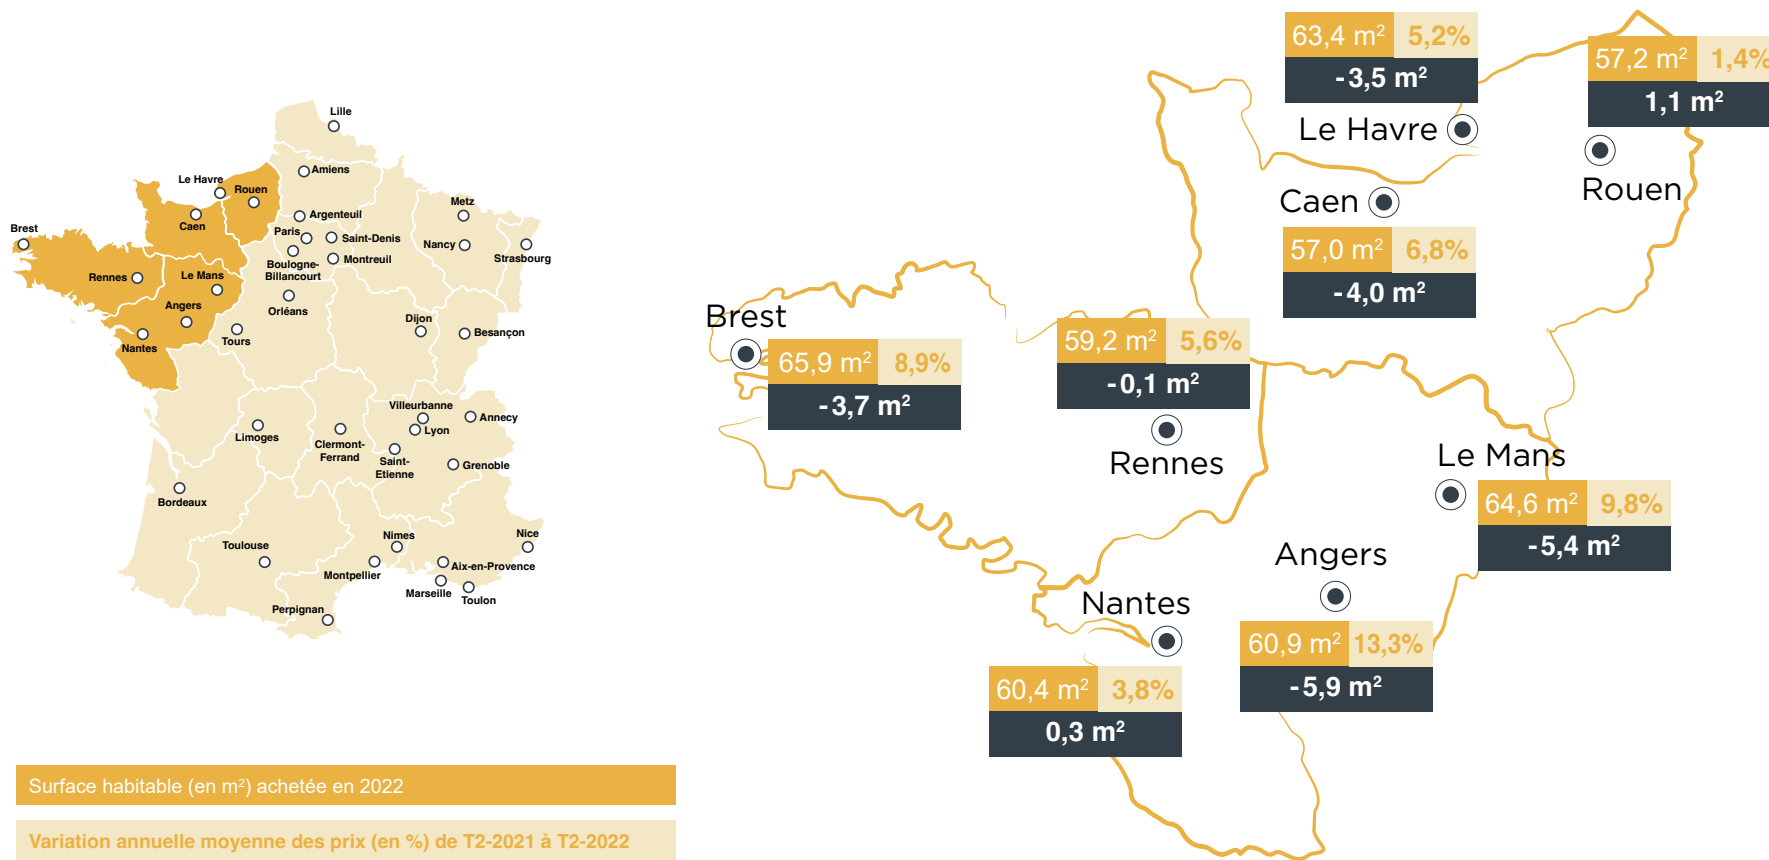 Lille
Amiens
Le Havre
Rouen
Caen
Argenteuil
Paris
Saint-Denis
Boulogne-
Billancourt
Montreuil
Metz
Nancy
Strasbourg
Brest
Rennes
Le Mans
Angers
Nantes
Orléans
Tours
Dijon
Besançon
Villeurbanne
Lyon
Annecy
Limoges
Clermont-
Ferrand
Saint-
Etienne
Grenoble
Bordeaux
Toulouse
Nimes
Montpellier
Nice
Aix-en-Provence
Marseille
Toulon
Perpignan
Surface habitable (en m²) achetée en 2022
Variation annuelle moyenne des prix (en %) de T2-2021 à T2-2022
63,4 m² 5,2%
-3,5 m²
Le Havre
57,2 m² 1,4%
1,1 m²
Rouen
Caen
57,0 m² 6,8%
-4,0 m²
Brest
65,9 m² 8,9%
-3,7 m²
59,2 m² 5,6%
-0,1 m²
Rennes
Le Mans
64,6 m² 9,8%
-5,4 m²
Angers
60,9 m² 13,3%
-5,9 m²
Nantes
60,4 m² 3,8%
0,3 m²